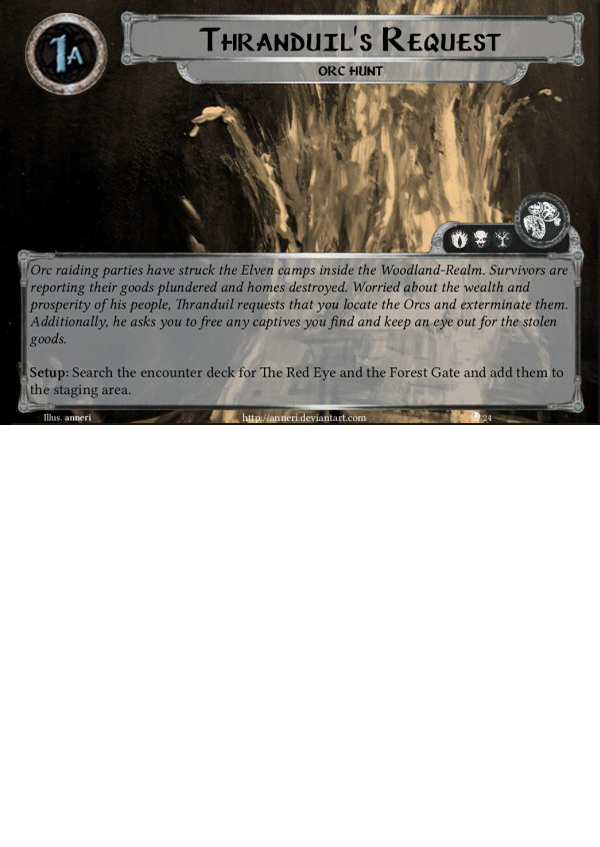 1A
Thranduil's Request
Orc Hunt
Orc raiding parties have struck the Elven camps inside the Woodland-Realm. Survivors are
reporting their goods plundered and homes destroyed. Worried about the wealth and
prosperity of his people, Thranduil requests that you locate the Orcs and exterminate them.
Additionally, he asks you to free any captives you find and keep an eye out for the stolen
goods.
Setup: Search the encounter deck for The Red Eye and the Forest Gate and add them to
the staging area.
Illus. anneri http://anneri.deviantart.com 24